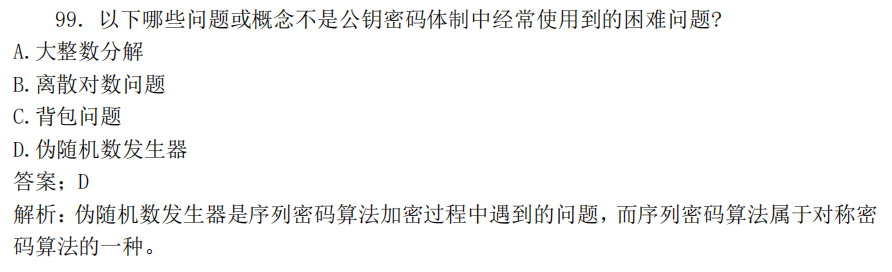 99. 以下哪些问题或概念不是公钥密码体制中经常使用到的困难问题?
A.大整数分解
B.离散对数问题
C.背包问题
D.伪随机数发生器
答案；D
解析：伪随机数发生器是序列密码算法加密过程中遇到的问题，而序列密码算法属于对称密
码算法的一种。